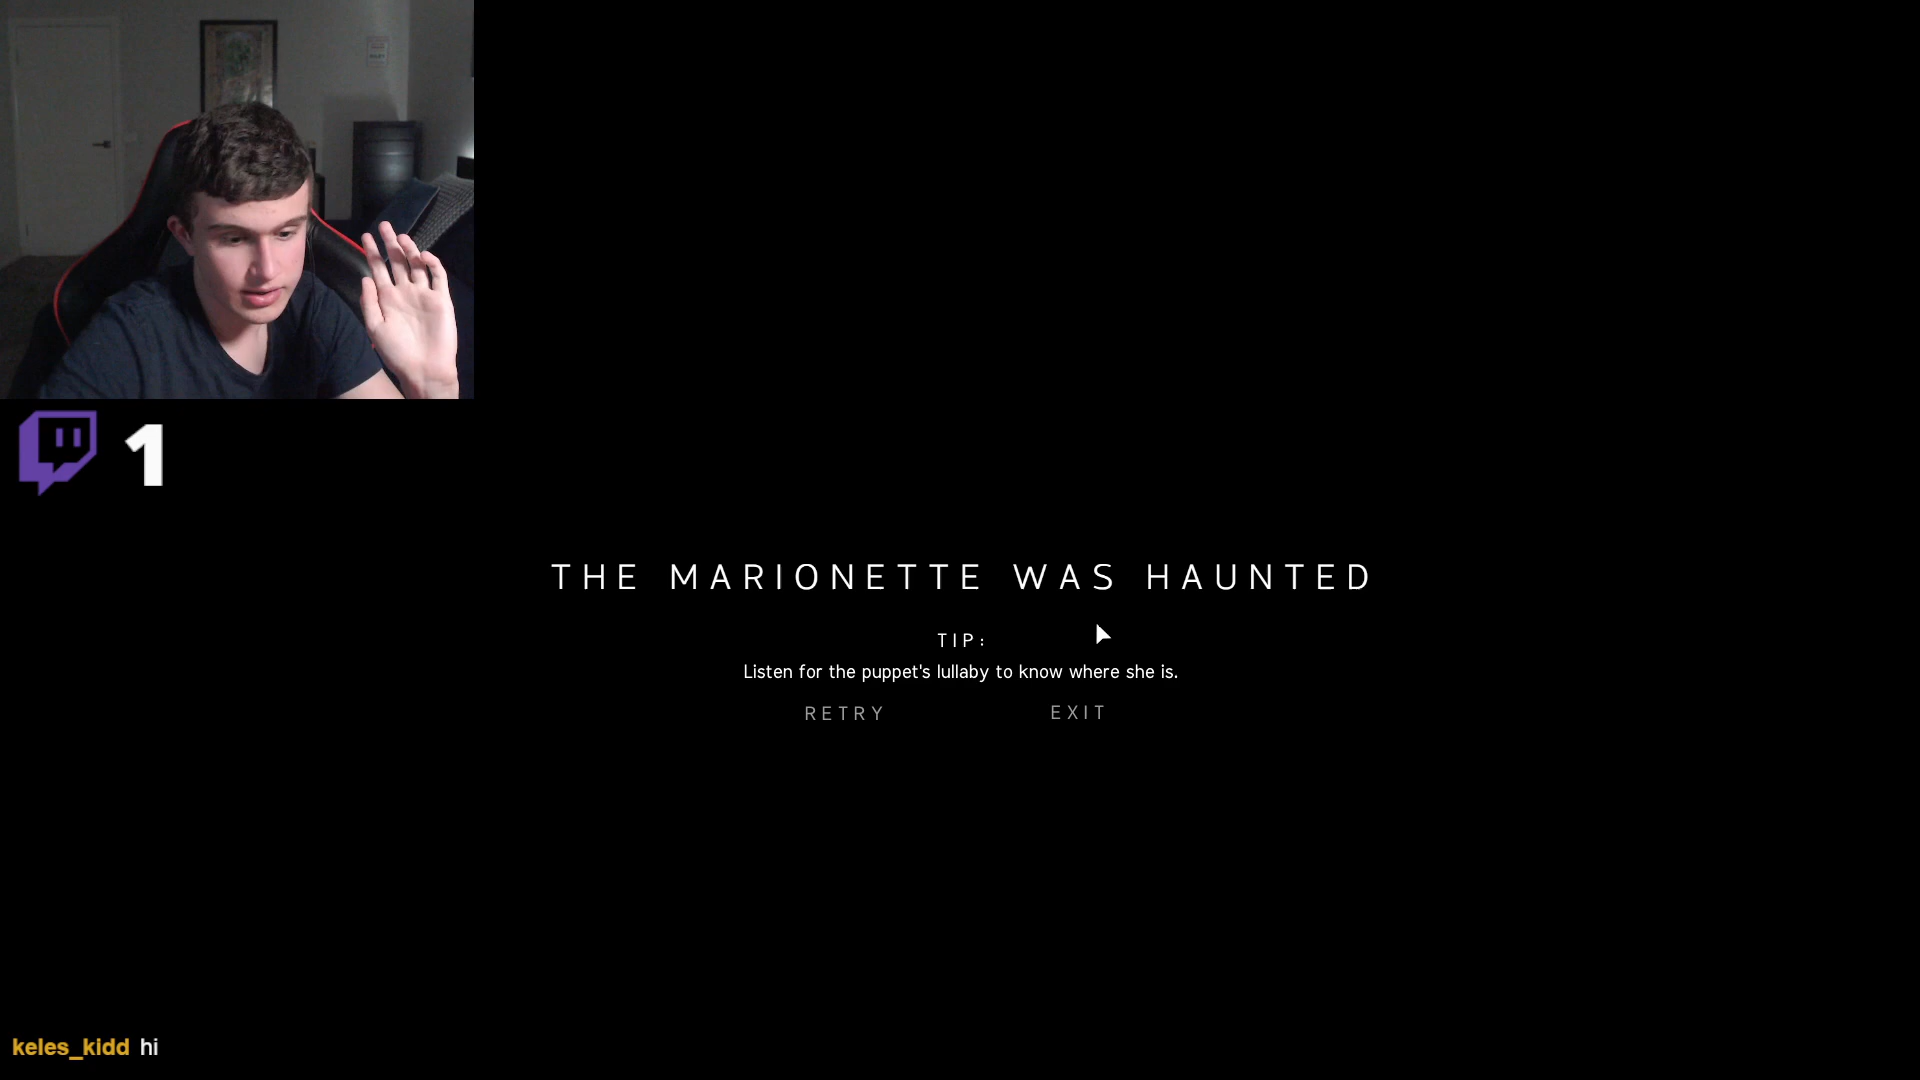 1
THE MARIONETTE WAS HAUNTED
TIP:
Listen for the puppet's lullaby to know where she is.
RETRY EXIT
keles_kidd hi